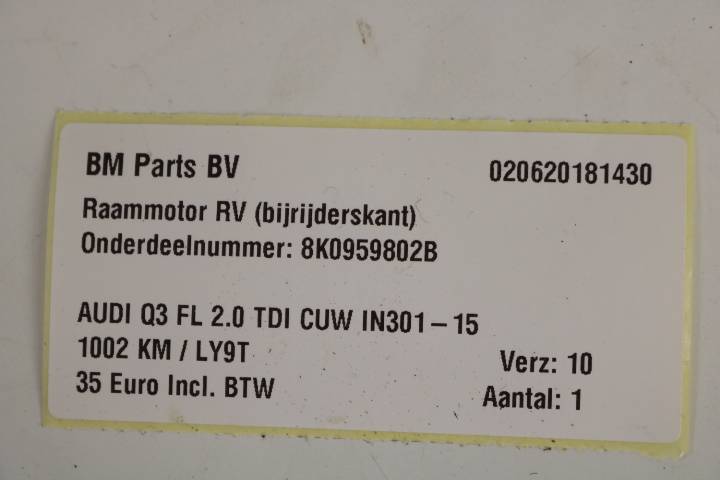 BM Parts BV 020620181430
Raammotor RV (bijrijderskant)
Onderdeelnummer: 8K0959802B
AUDI Q3 FL 2.0 TDI CUW IN301-15
1002 KM / LY9T Verz: 10
35 Euro Incl. BTW Aantal: 1